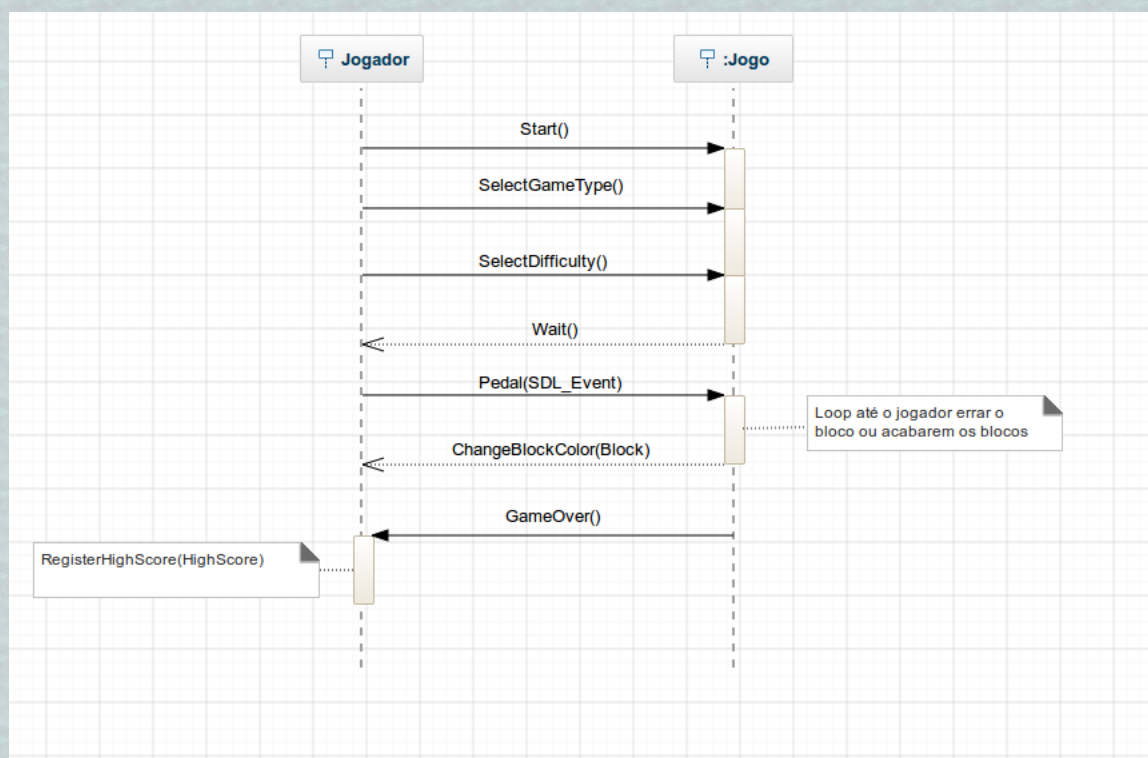 Jogador
:Jogo
Start()
SelectGameType()
SelectDifficulty()
Wait()
Pedal(SDL_Event)
Loop até o jogador errar o
bloco ou acabarem os blocos
ChangeBlockColor(Block)
GameOver()
RegisterHighScore(HighScore)